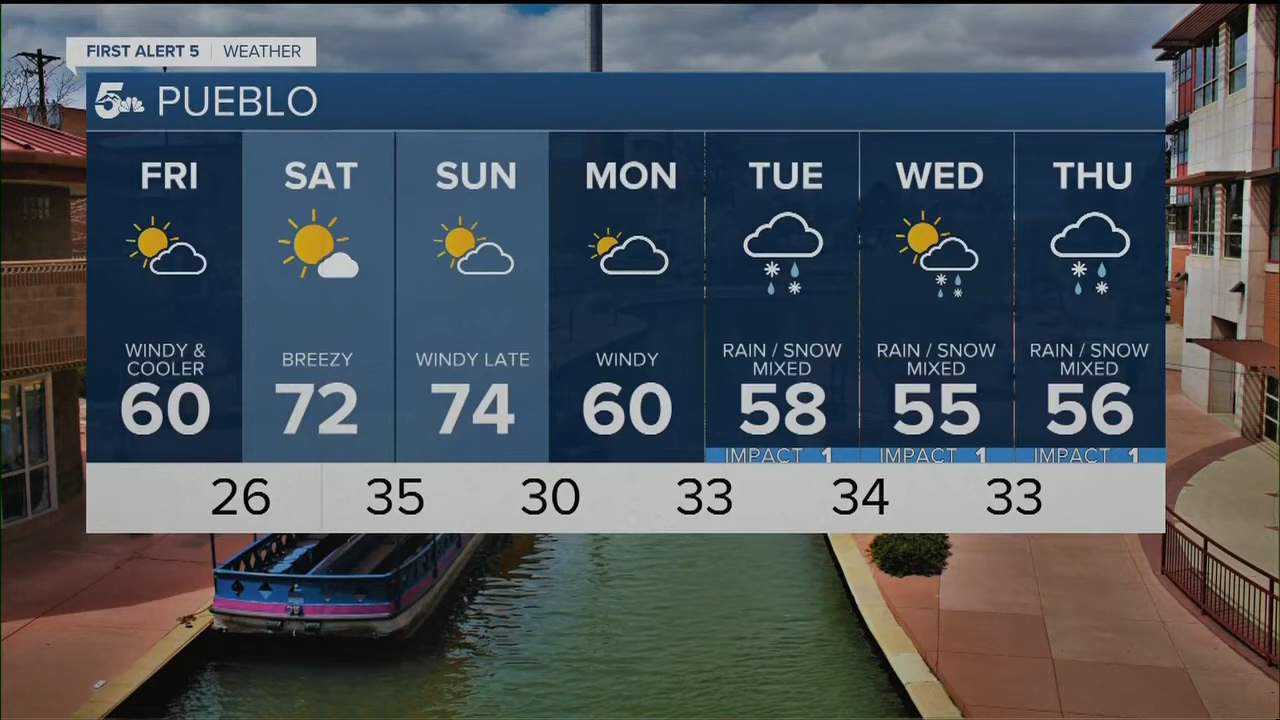 FIRST ALERT 5 | WEATHER
5 PUEBLO
FRI SAT SUN MON TUE WED THU
WINDY &
COOLER
BREEZY
WINDY LATE
WINDY
RAIN / SNOW
MIXED
RAIN / SNOW
MIXED
RAIN / SNOW
MIXED
60 72 74 60 58 55 56
IMPACT 1 IMPACT 1 IMPACT 1
26 35 30 33 34 33